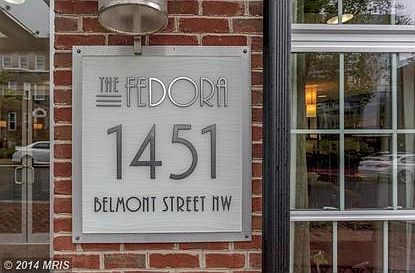 THE FEDORA
1451
BELMONT STREET NW
© 2014 MRIS